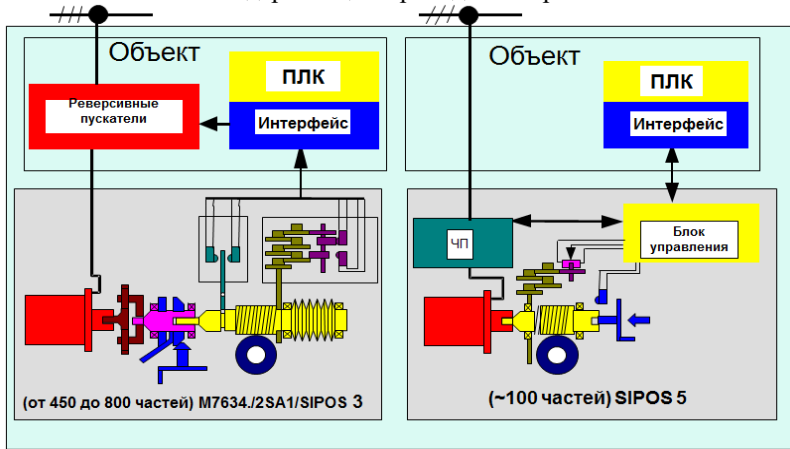 Объект
ПЛК
Реверсивные
пускатели
Интерфейс
(от 450 до 800 частей) M7634./2SA1/SIPOS 3
Объект
ПЛК
Интерфейс
ЧП
Блок
управления
(~100 частей) SIPOS 5